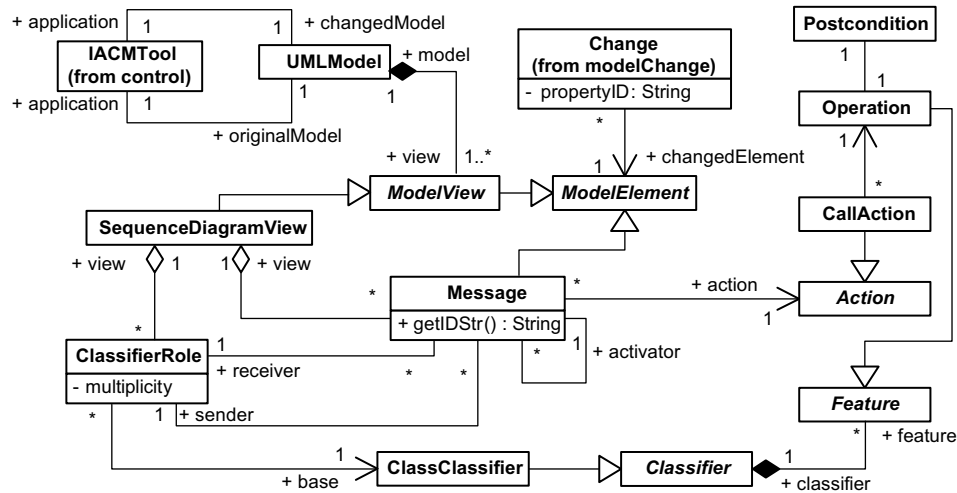 + application
1
1
+ changedModel
IACMTool
(from control)
UMLModel
+ model
1
+ application
1
1
+ originalModel
Change
(from modelChange)
- propertyID: String
*
1
+ changedElement
Postcondition
1
1
Operation
1
*
CallAction
+ view
1..*
ModelView
ModelElement
SequenceDiagramView
+ view
1
1
+ view
*
*
Message
+ getIDStr() : String
*
+ action
1
Action
1
*
+ activator
*
ClassifierRole
- multiplicity
1
+ receiver
*
*
*
1
+ sender
Feature
*
+ feature
1
+ base
ClassClassifier
Classifier
1
+ classifier